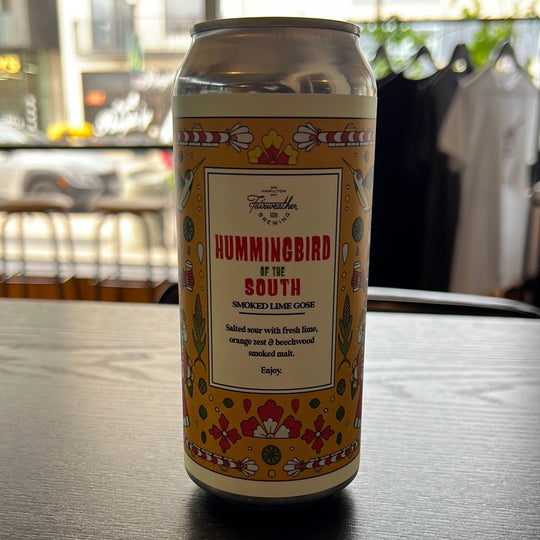 HAMILTON
Fairweather
BREWING
HUMMINGBIRD
OF THE
SOUTH
SMOKED LIME GOSE
Salted sour with fresh lime,
orange zest & beechwood
smoked malt.
Enjoy.